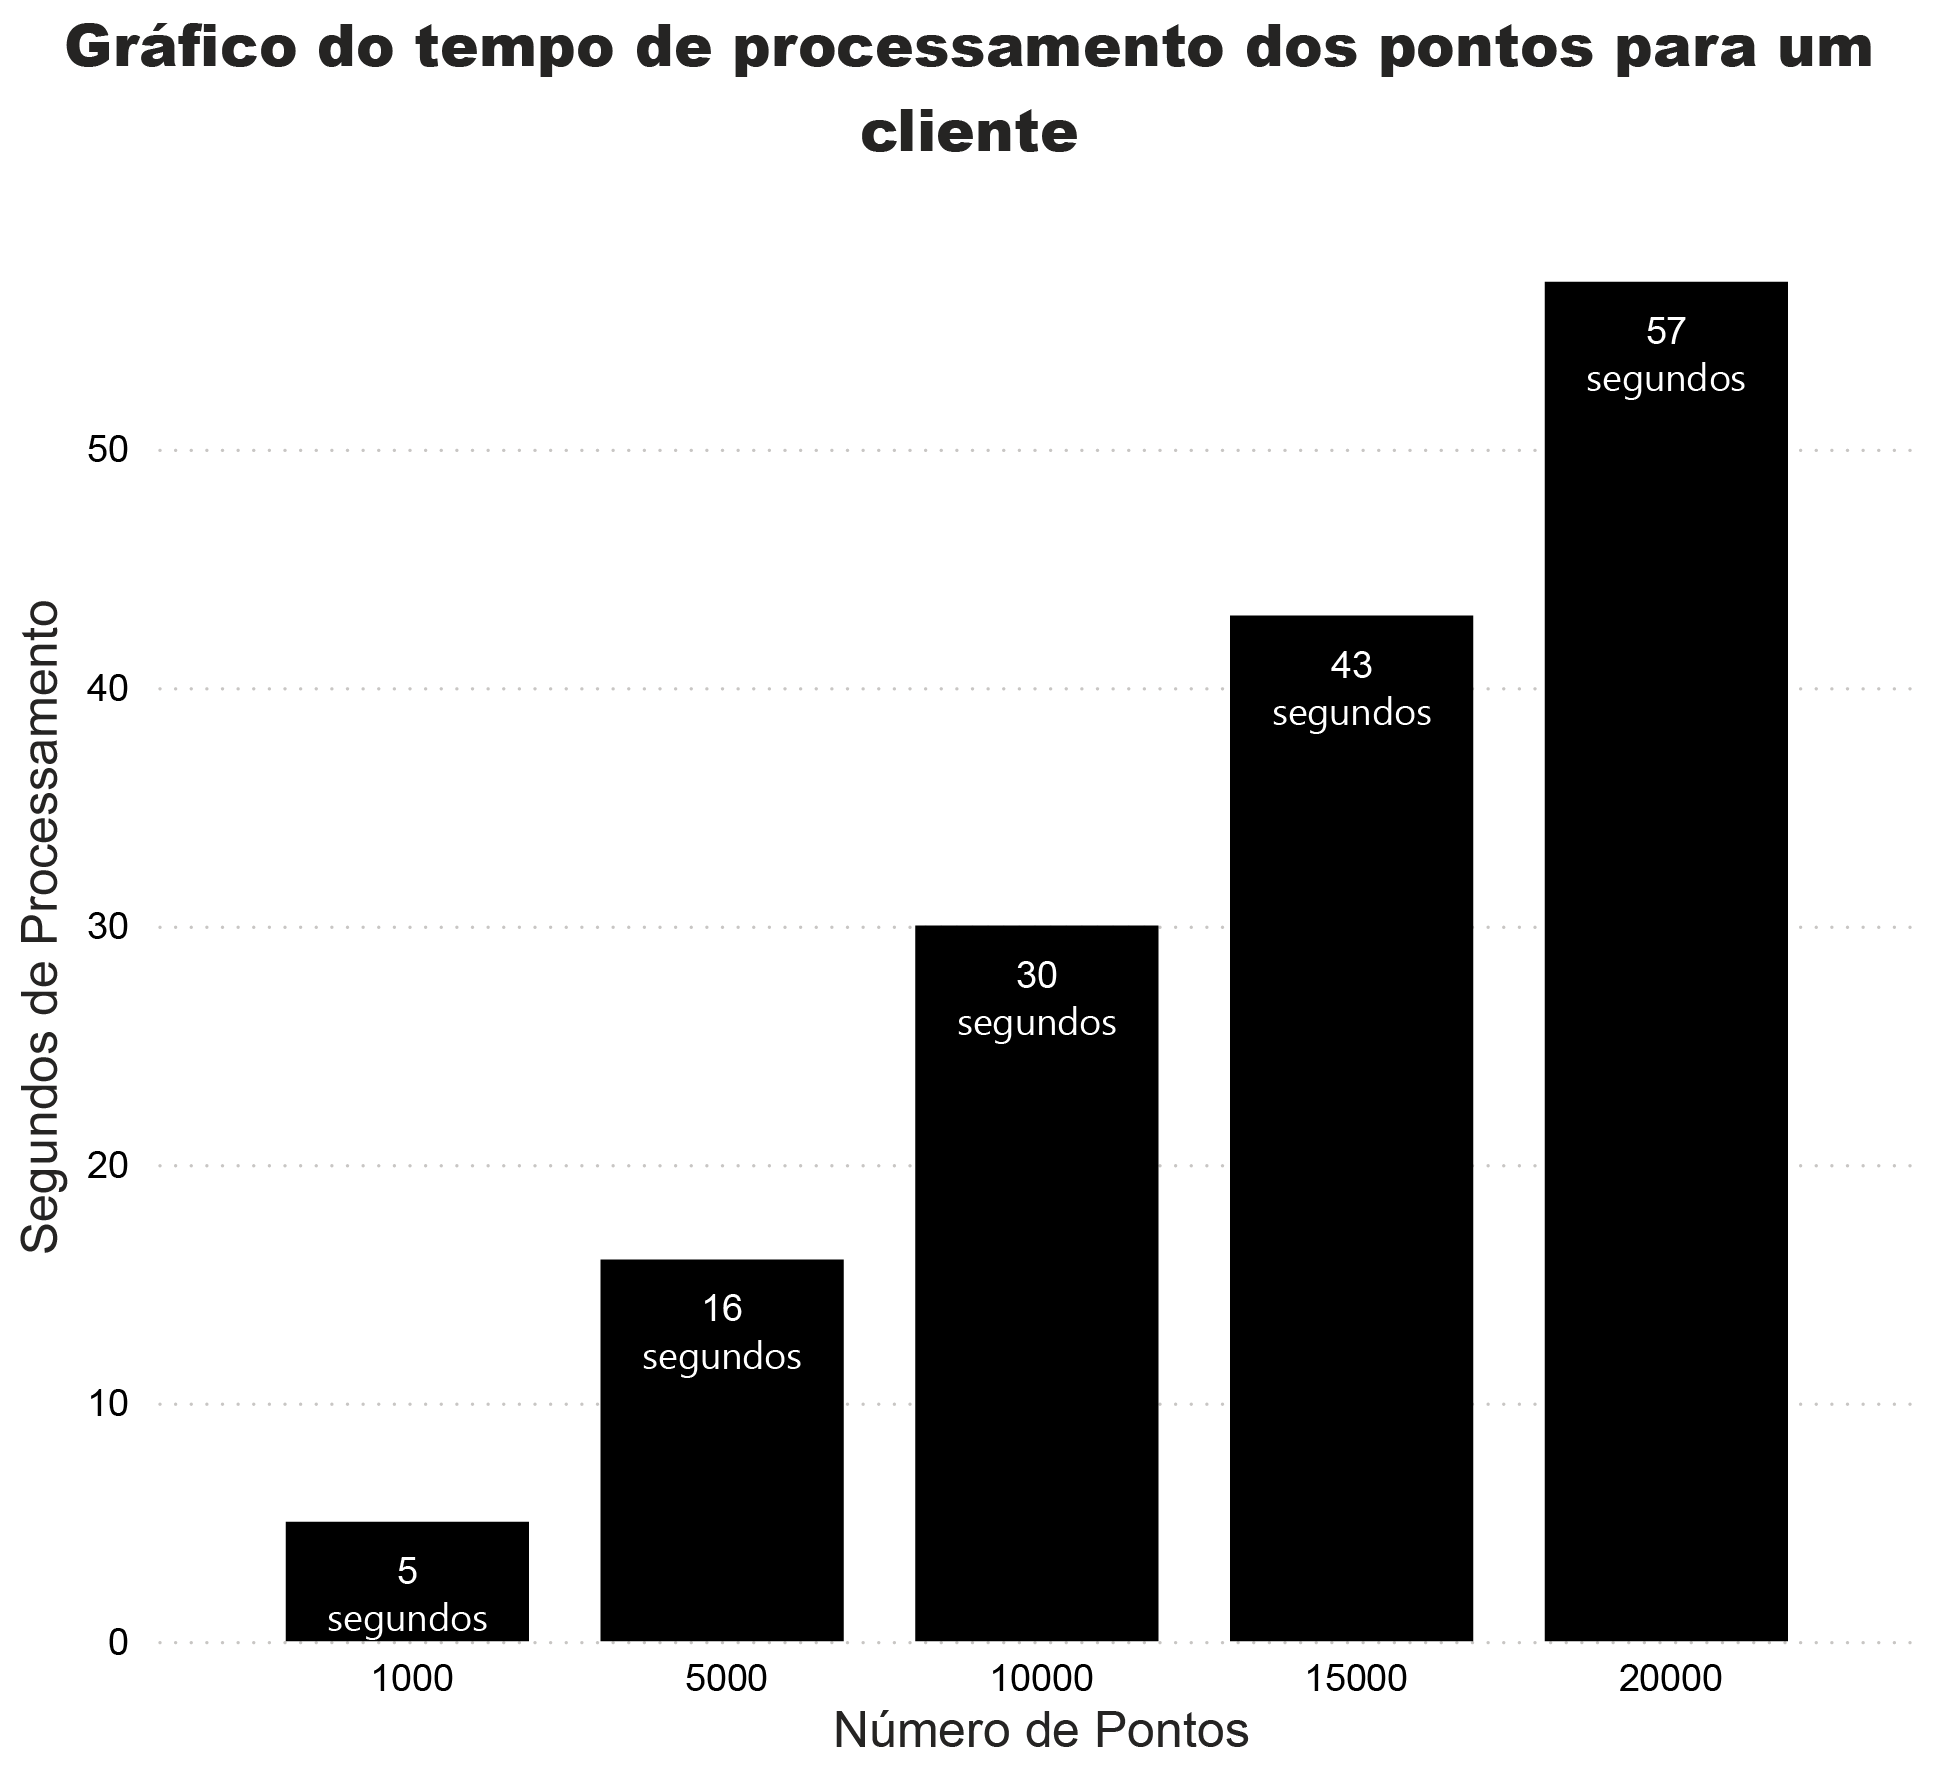 Gráfico do tempo de processamento dos pontos para um
cliente
57
segundos
50
43
segundos
40
Segundos de Processamento
30
30
segundos
20
16
segundos
10
5
segundos
0
1000
5000
10000
15000
20000
Número de Pontos